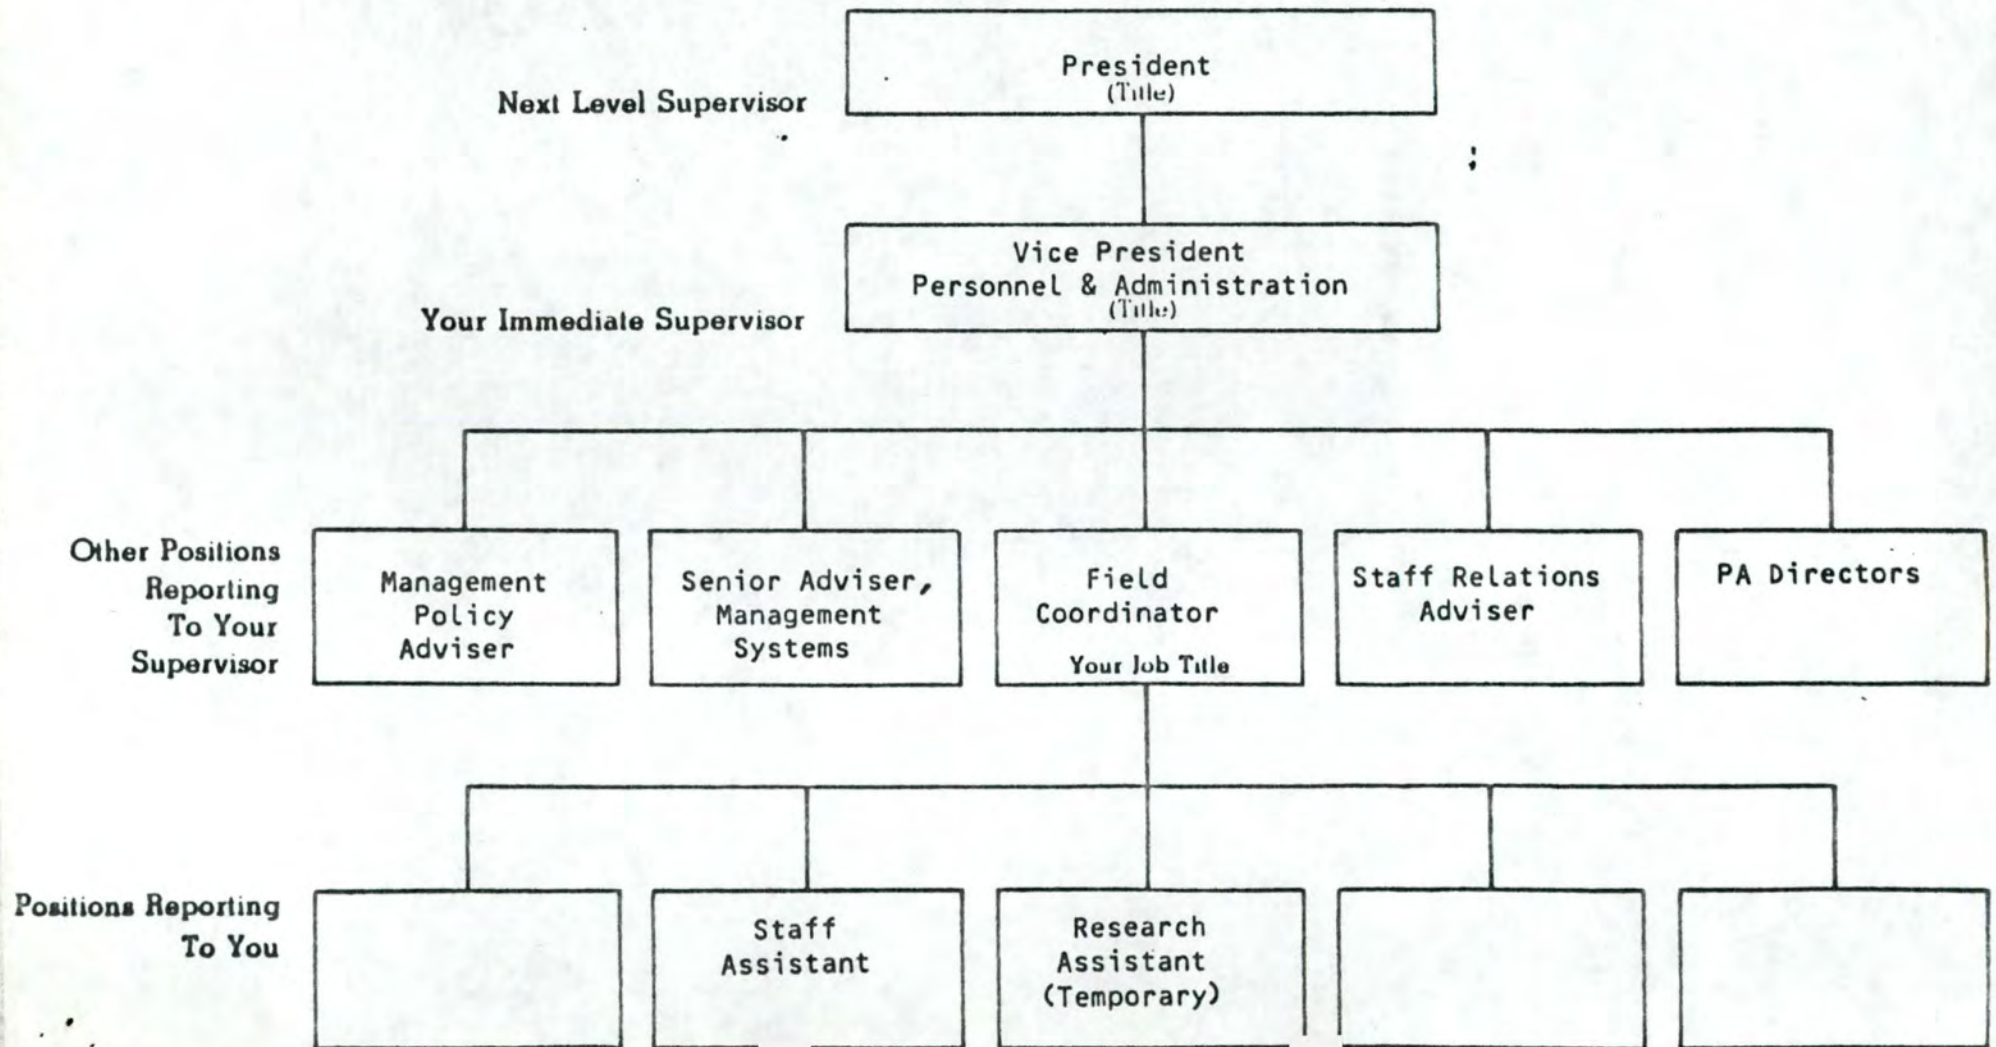 President
(Title)
Next Level Supervisor
Vice President
Personnel & Administration
(Title)
Your Immediate Supervisor
Other Positions
Reporting
To Your
Supervisor
Management
Policy
Adviser
Senior Adviser,
Management
Systems
Field
Coordinator
Your Job Title
Staff Relations
Adviser
PA Directors
Positions Reporting
To You
Staff
Assistant
Research
Assistant
(Temporary)